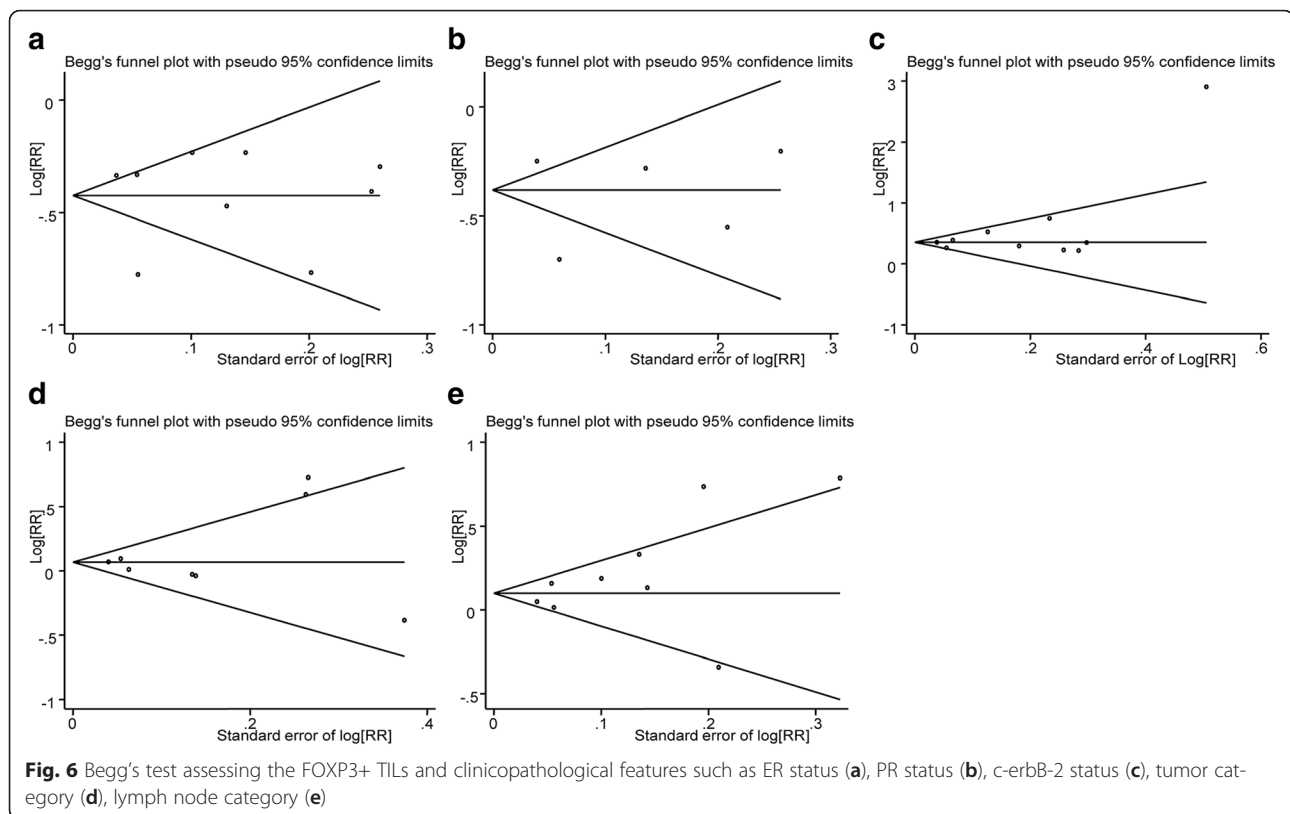 a
Begg's funnel plot with pseudo 95% confidence limits
Log[RR]
0
-.5
-1
0 .1 .2 .3
Standard error of log[RR]
b
Begg's funnel plot with pseudo 95% confidence limits
Log[RR]
0
-.5
-1
0 .1 .2 .3
Standard error of log[RR]
c
Begg's funnel plot with pseudo 95% confidence limits
Log[RR]
3
2
1
0
-1
0 .2 .4 .6
Standard error of Log[RR]
d
Begg's funnel plot with pseudo 95% confidence limits
Log[RR]
1
.5
0
-.5
-1
0 .2 .4
Standard error of log[RR]
e
Begg's funnel plot with pseudo 95% confidence limits
Log[RR]
1
.5
0
-.5
0 .1 .2 .3
Standard error of log[RR]
Fig. 6 Begg's test assessing the FOXP3+ TILs and clinicopathological features such as ER status (a), PR status (b), c-erbB-2 status (c), tumor cat-
egory (d), lymph node category (e)